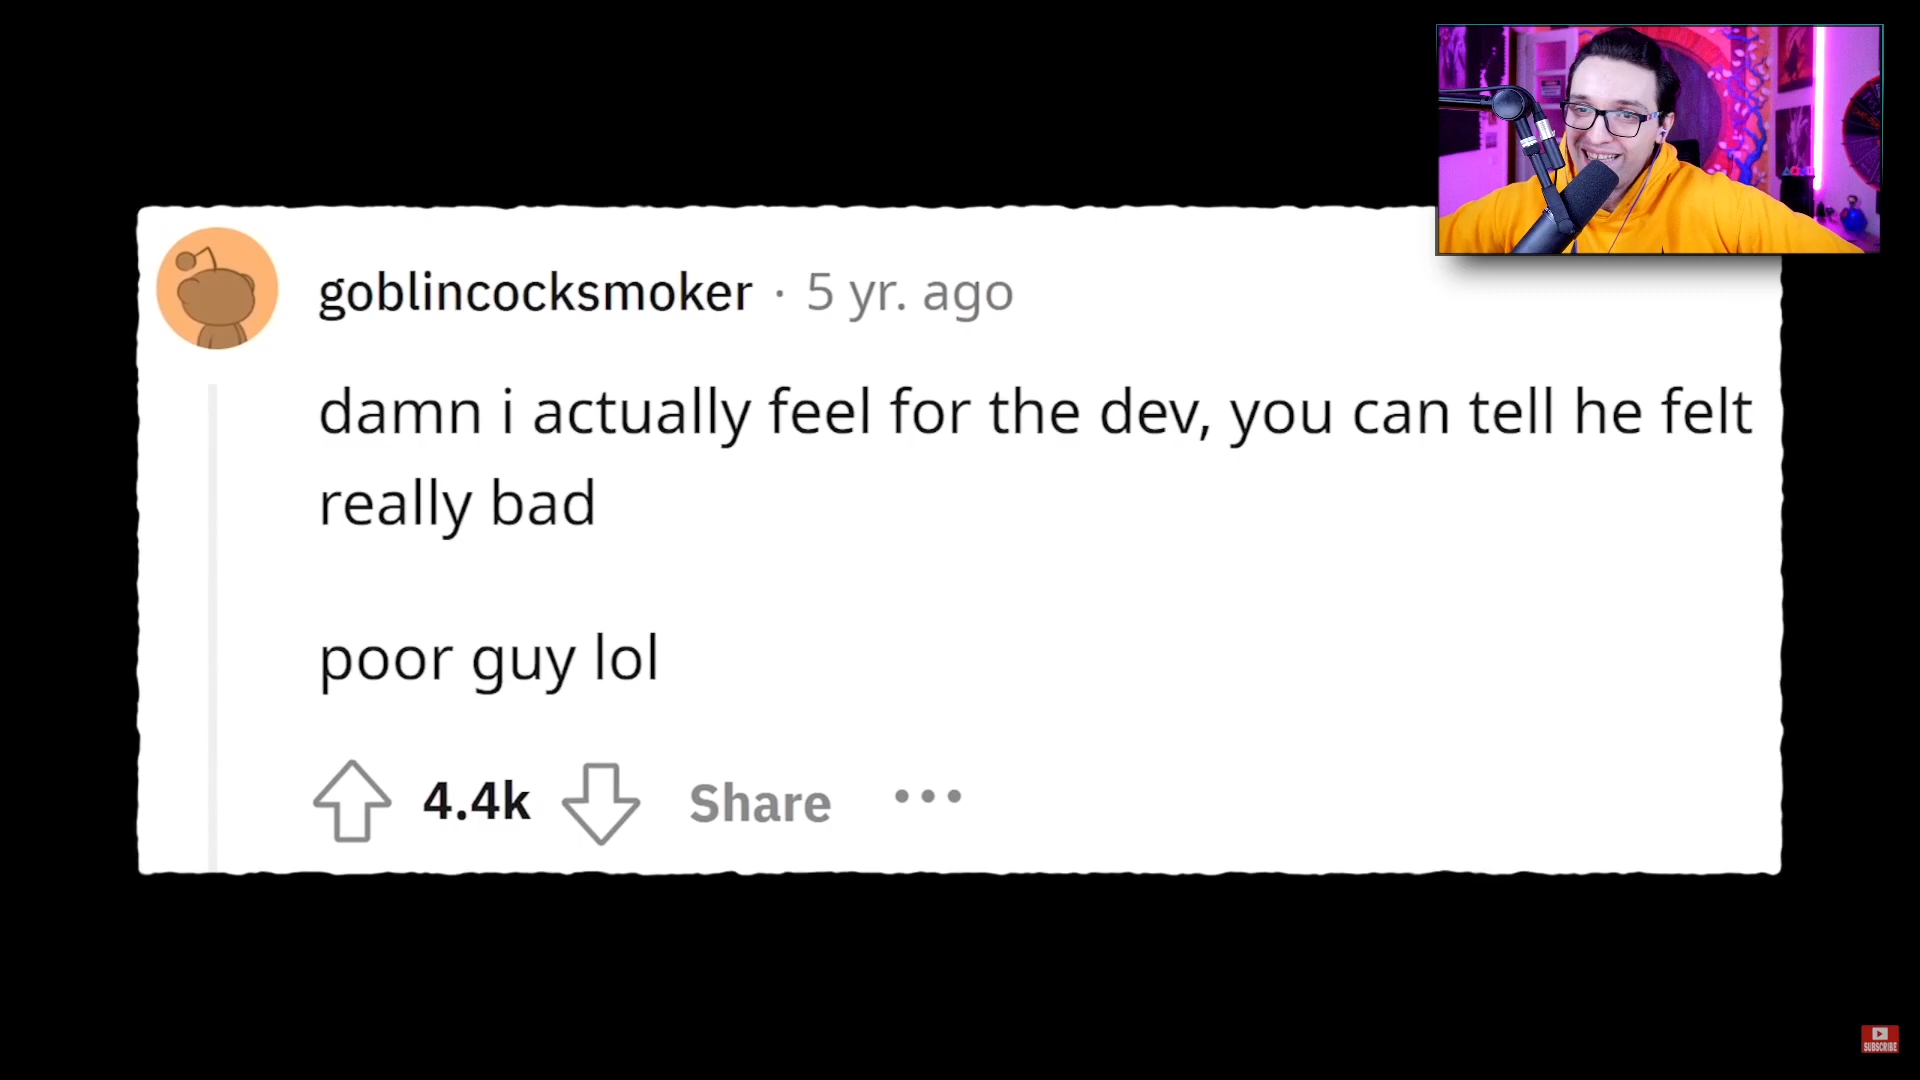 goblincocksmoker · 5 yr. ago
damn i actually feel for the dev, you can tell he felt
really bad
poor guy lol
4.4k Share •••
SUBSCRIBE